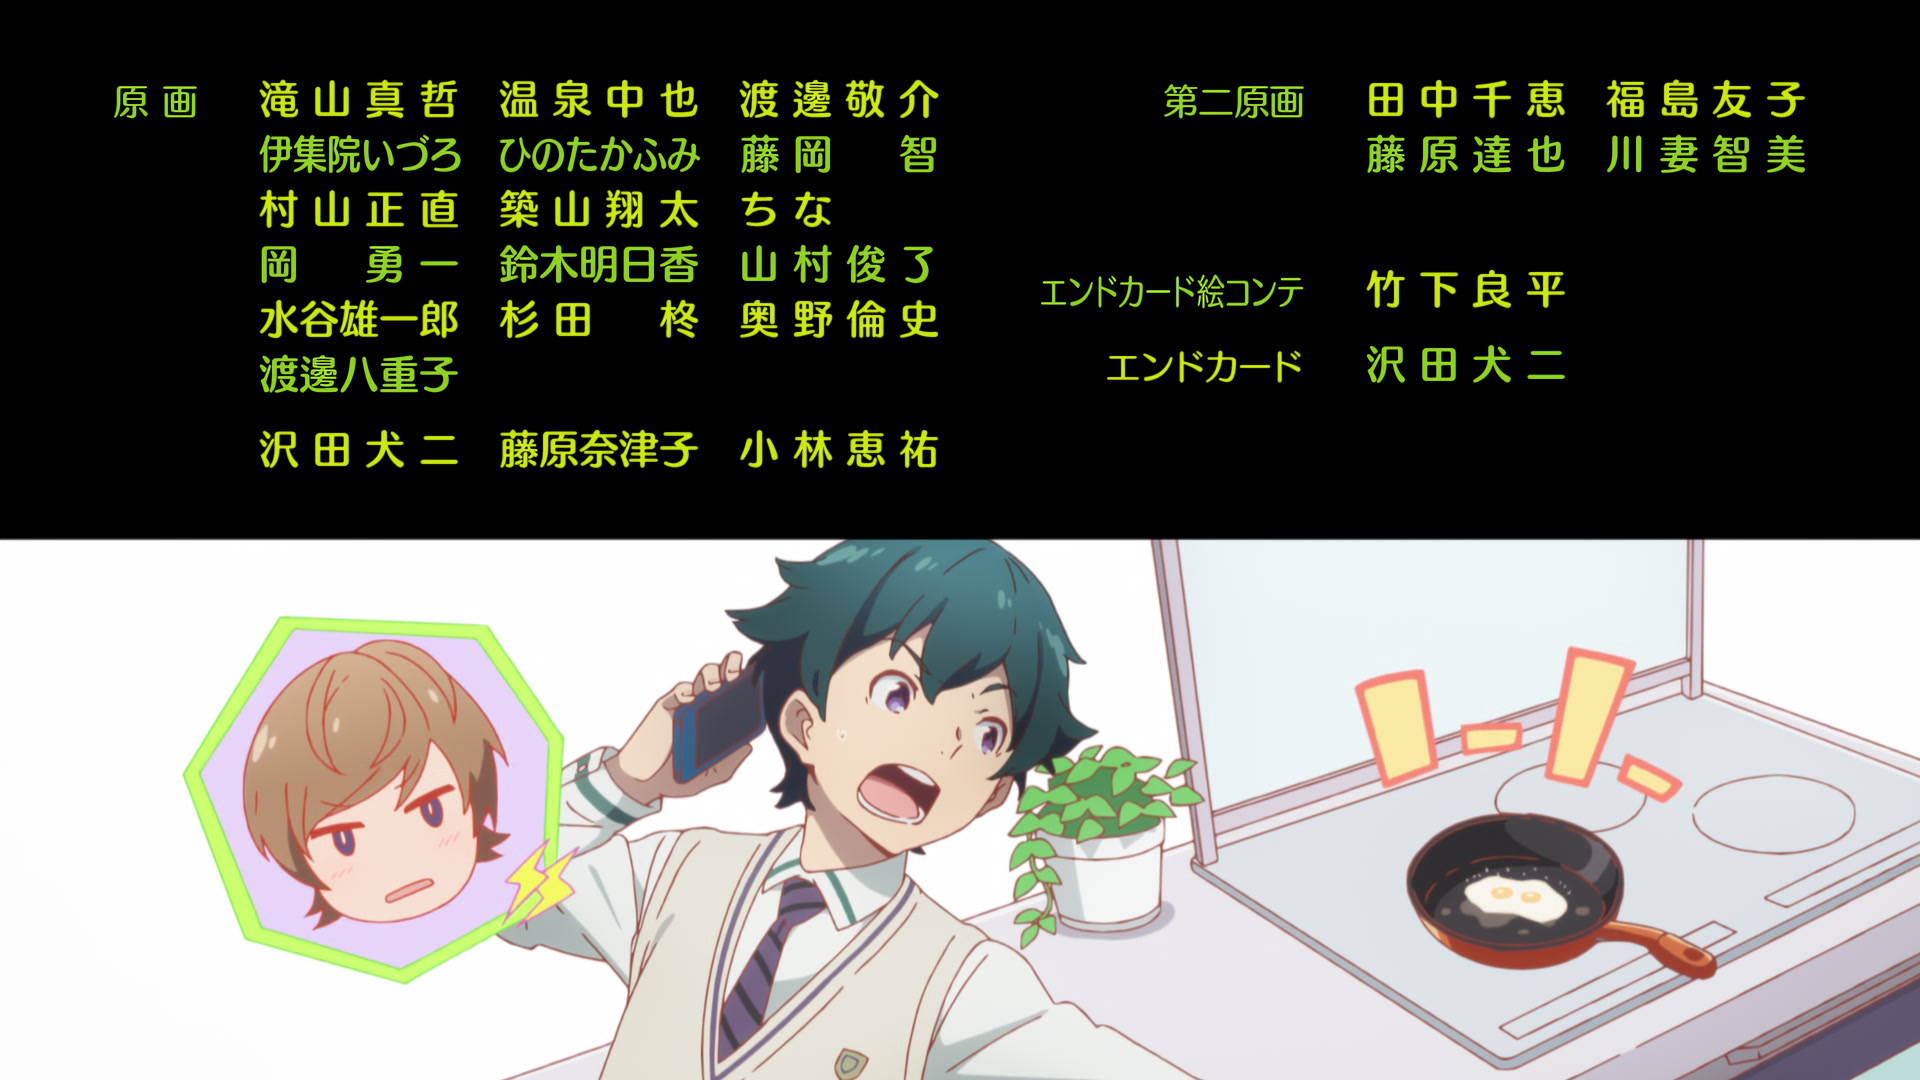 原画 滝山真哲 温泉中也 渡邊敬介
伊集院いづろ ひのたかふみ 藤岡 智
村山正直 築山翔太 ちな
岡 勇一 鈴木明日香 山村俊了
水谷雄一郎 杉田 柊 奥野倫史
渡邊八重子
沢田犬二 藤原奈津子 小林恵祐
第二原画 田中千恵 福島友子
藤原達也 川妻智美
エンドカード絵コンテ 竹下良平
エンドカード 沢田犬二